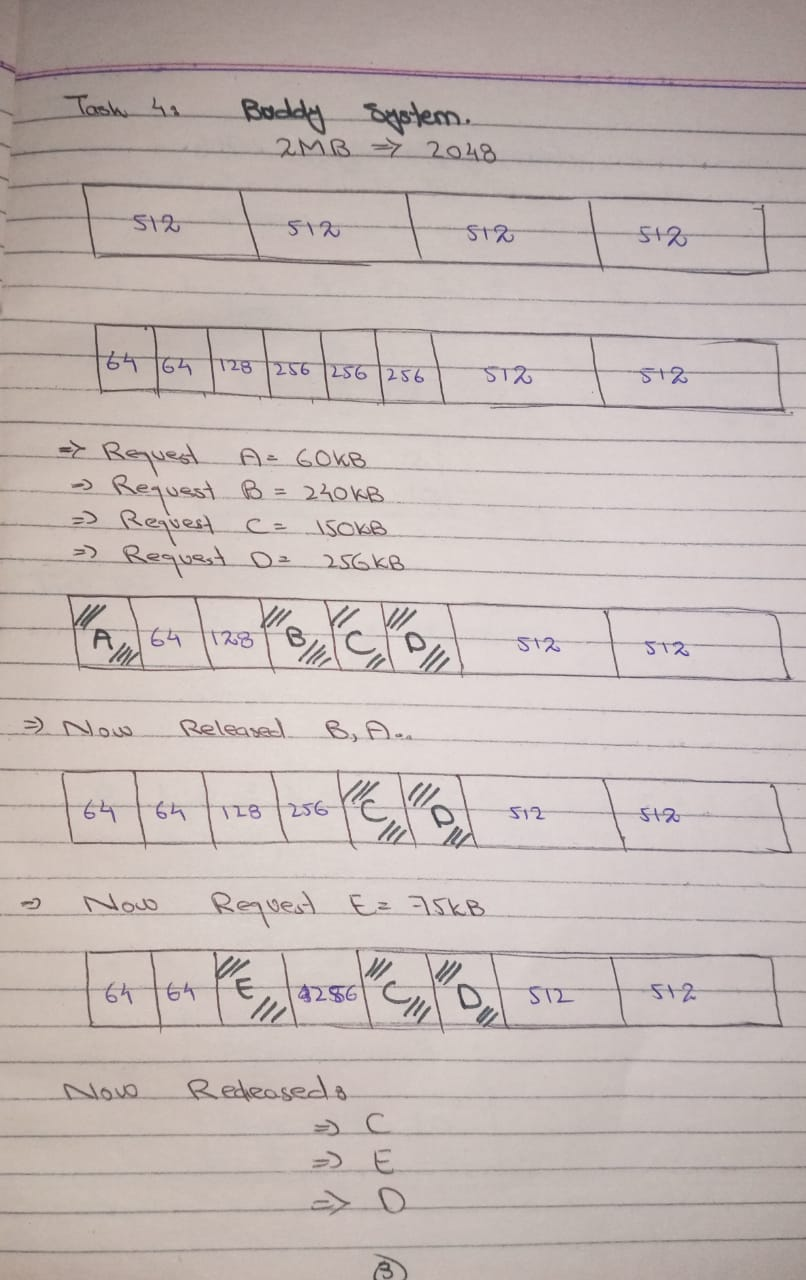 Task 4: Buddy System.
2MB ⇒ 2048
512 512 512 512
64 64 128 256 256 256 512 512
⇒ Request A = 60KB
⇒ Request B = 240KB
⇒ Request C = 150KB
⇒ Request D = 256KB
A 64 128 B C D 512 512
⇒ Now Released B, A..
64 64 128 256 C D 512 512
⇒ Now Request E = 75KB
64 64 E 256 C D 512 512
Now Released:
⇒ C
⇒ E
⇒ D
3